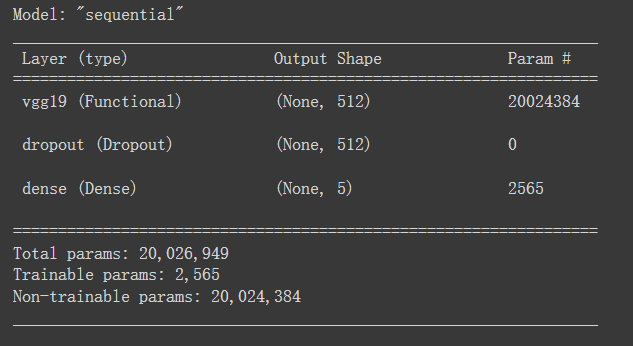 Model: "sequential"
_________________________________________________________________
Layer (type) Output Shape Param #
=================================================================
vgg19 (Functional) (None, 512) 20024384
dropout (Dropout) (None, 512) 0
dense (Dense) (None, 5) 2565
=================================================================
Total params: 20,026,949
Trainable params: 2,565
Non-trainable params: 20,024,384
_________________________________________________________________